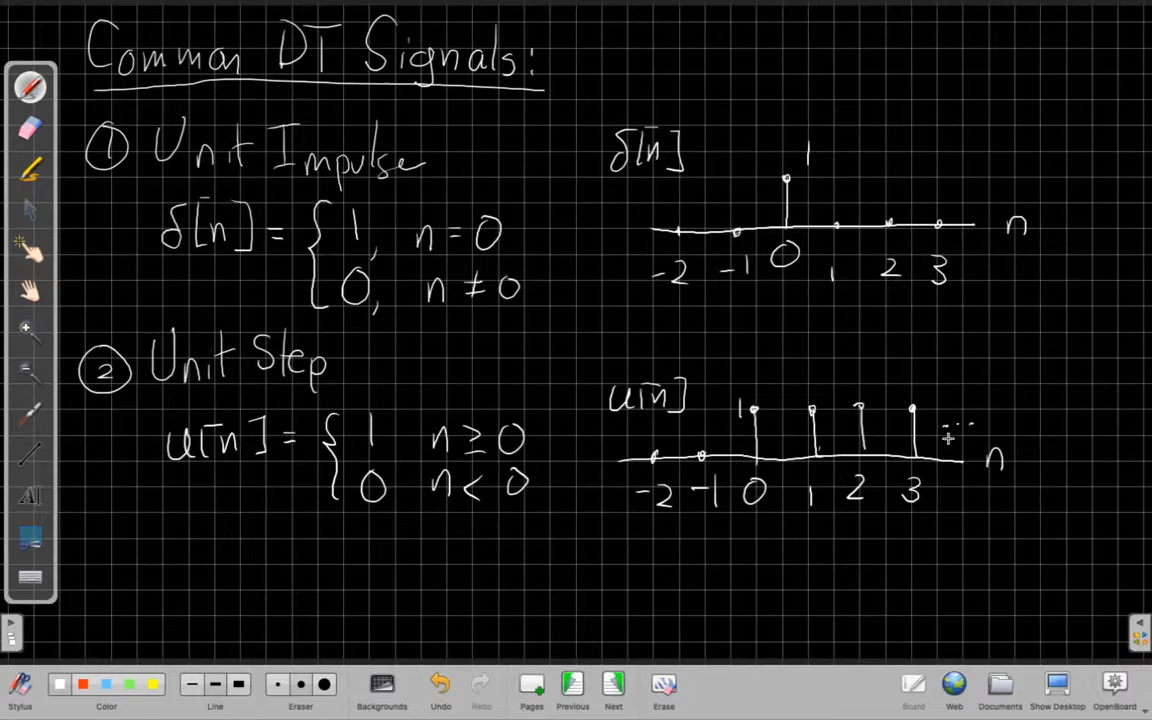 Common DT Signals:
① Unit Impulse
δ[n] = { 1, n = 0
0, n ≠ 0
δ[n] 1
n
-2 -1 0 1 2 3
② Unit Step
u[n] = { 1 n ≥ 0
0 n < 0
u[n] 1 ...
n
-2 -1 0 1 2 3
Stylus Color Line Eraser Backgrounds Undo Redo Pages Previous Next Erase Board Web Documents Show Desktop OpenBoard